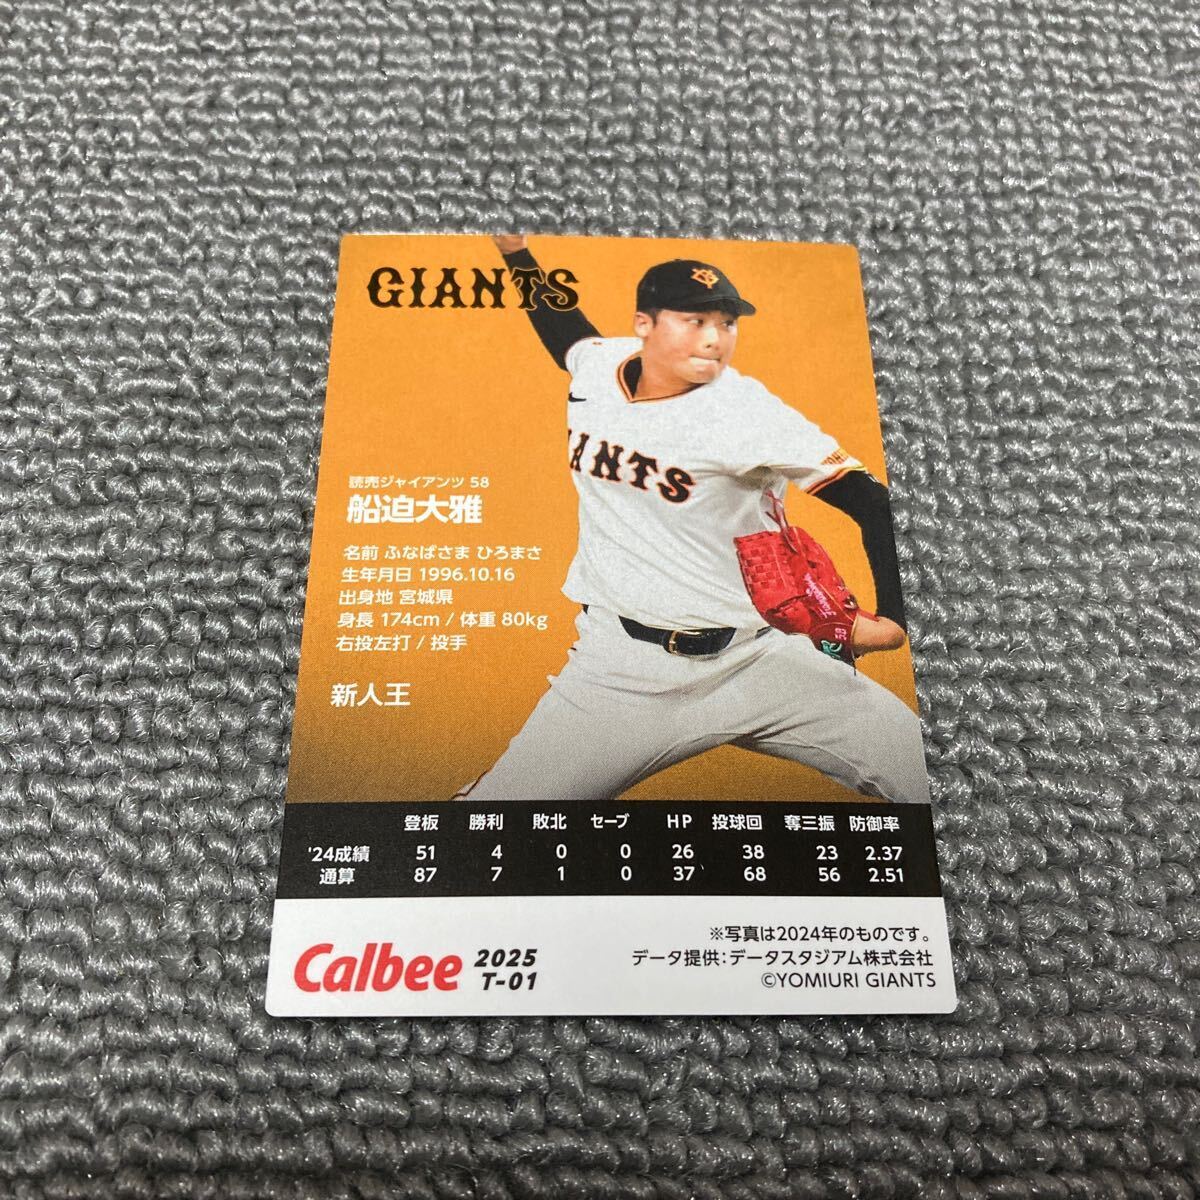 GIANTS
読売ジャイアンツ 58
船迫大雅
名前 ふなばさま ひろまさ
生年月日 1996.10.16
出身地 宮城県
身長 174cm / 体重 80kg
右投左打 / 投手
新人王
ANTS
58
登板 勝利 敗北 セーブ HP 投球回 奪三振 防御率
'24成績 51 4 0 0 26 38 23 2.37
通算 87 7 1 0 37 68 56 2.51
Calbee 2025
T-01
※写真は2024年のものです。
データ提供:データスタジアム株式会社
©YOMIURI GIANTS